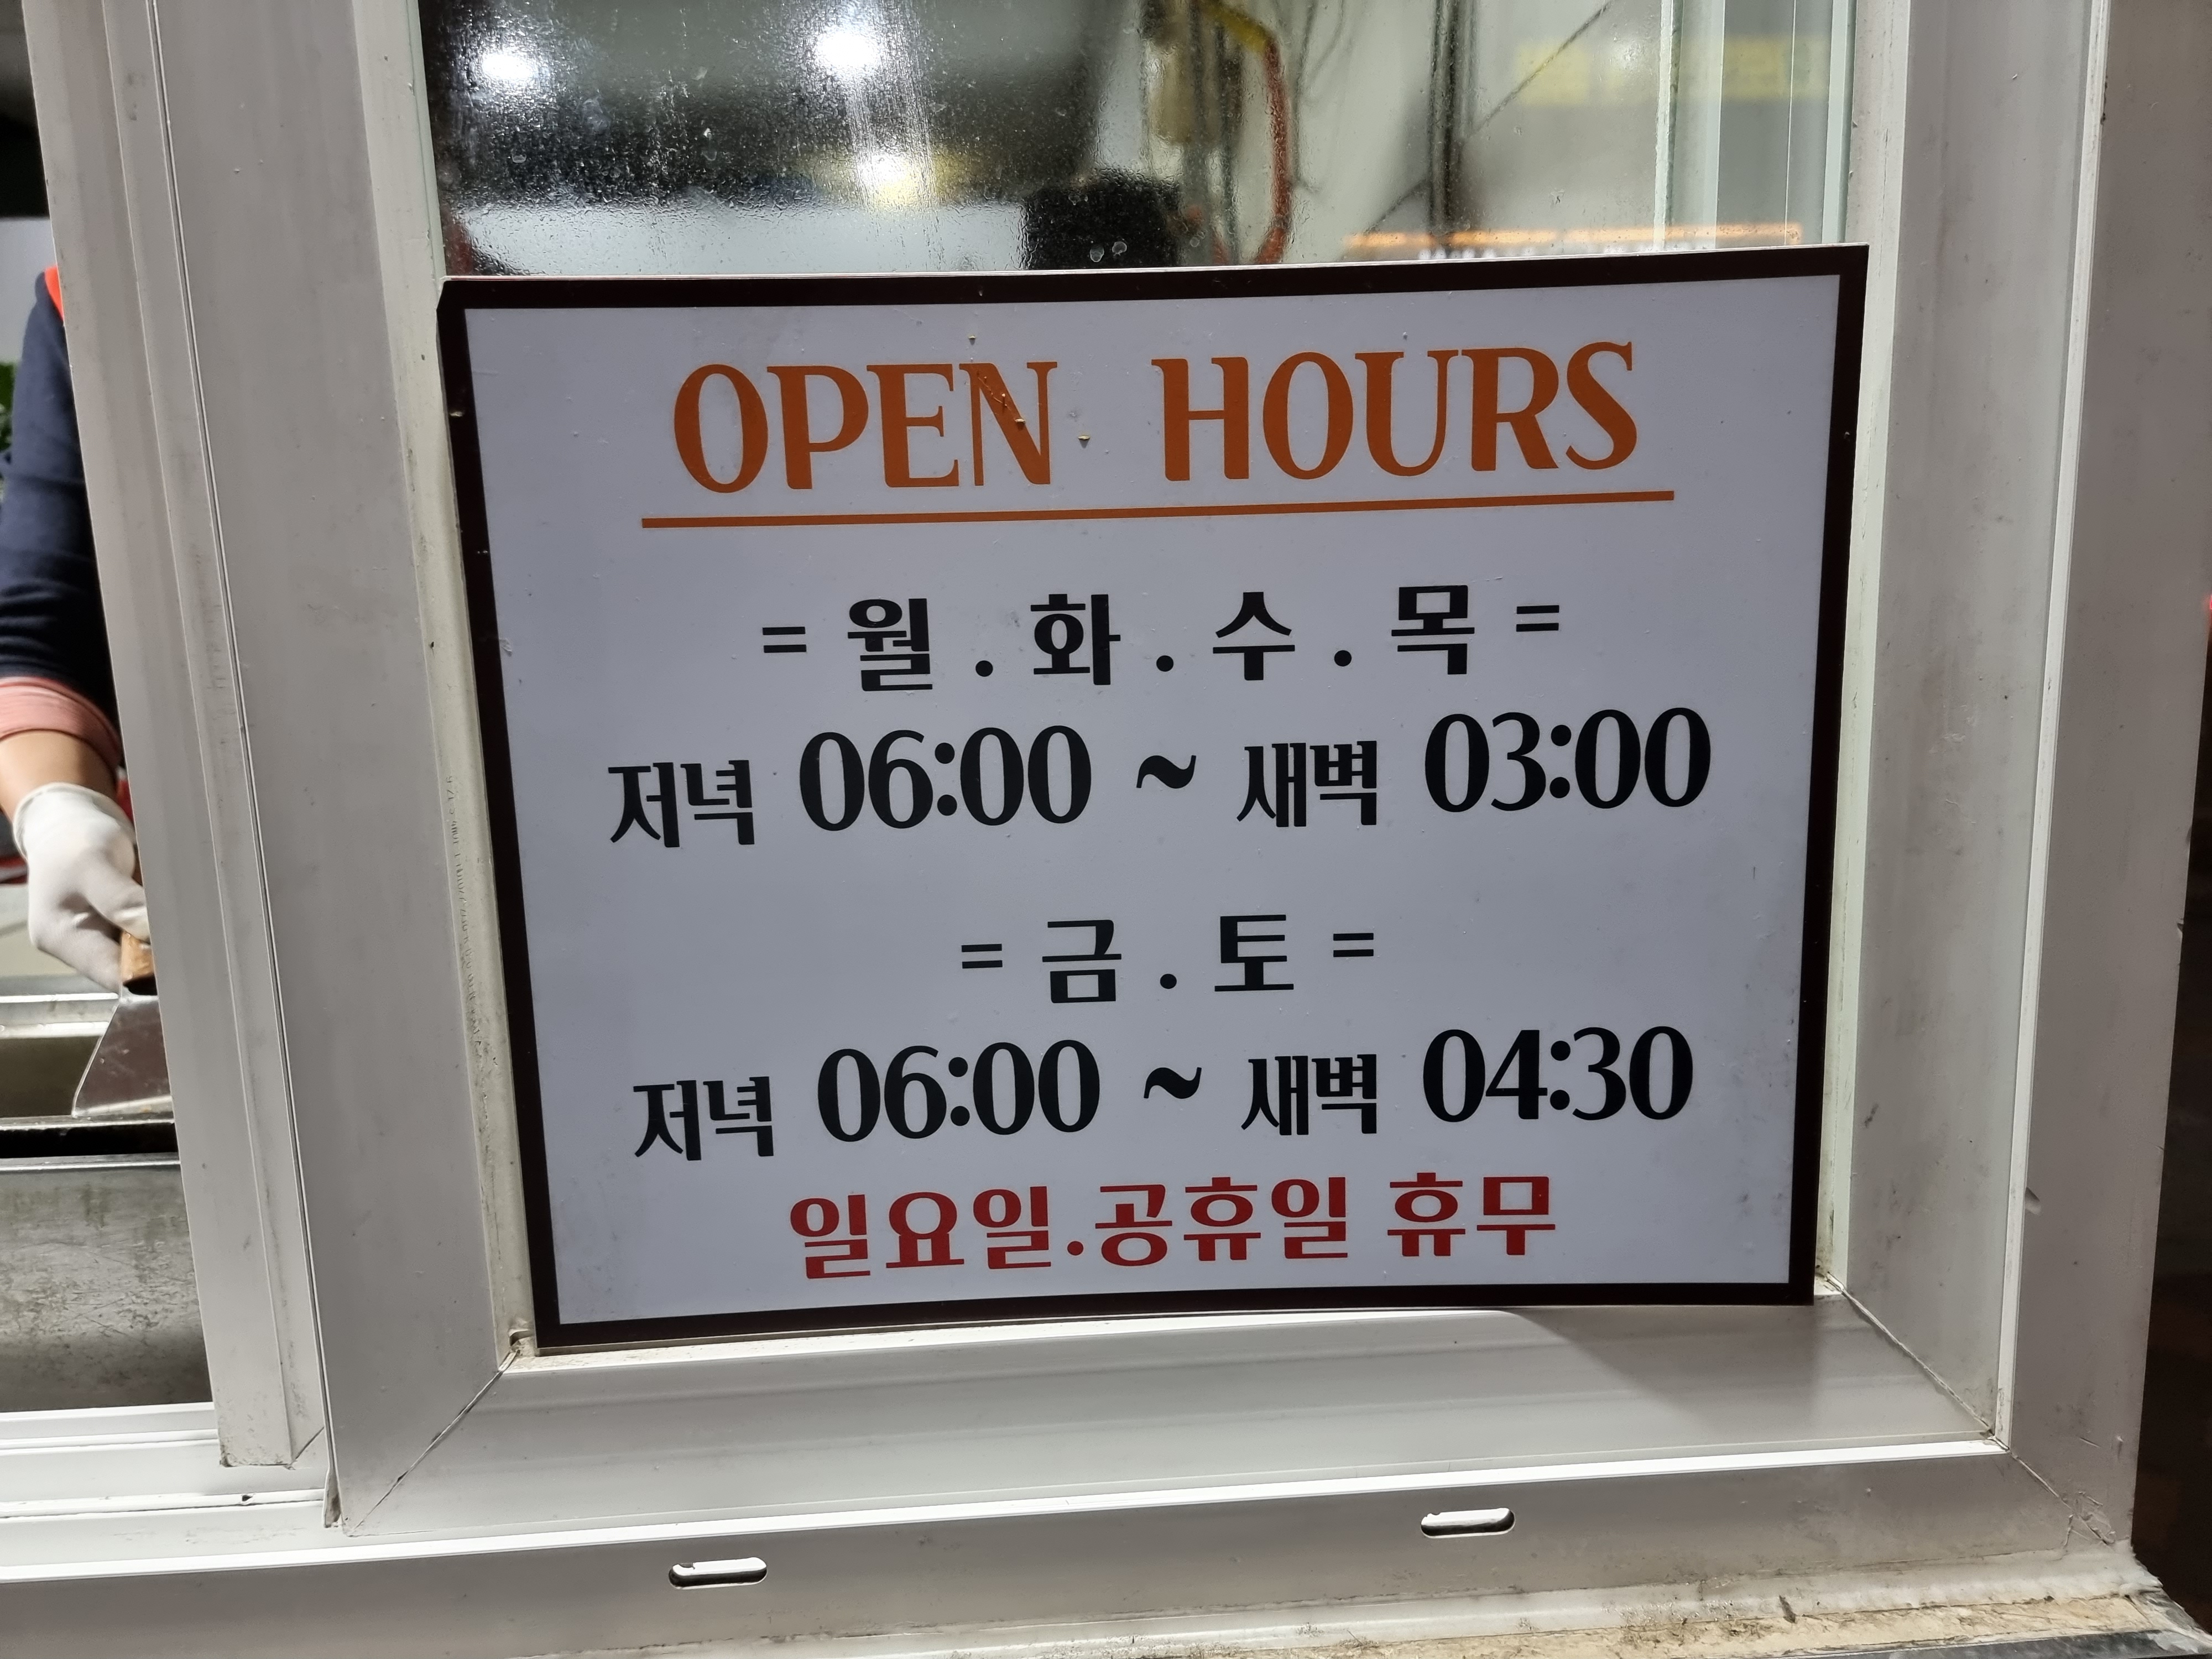 OPEN HOURS
= 월 . 화 . 수 . 목 =
저녁 06:00 ~ 새벽 03:00
= 금 . 토 =
저녁 06:00 ~ 새벽 04:30
일요일.공휴일 휴무